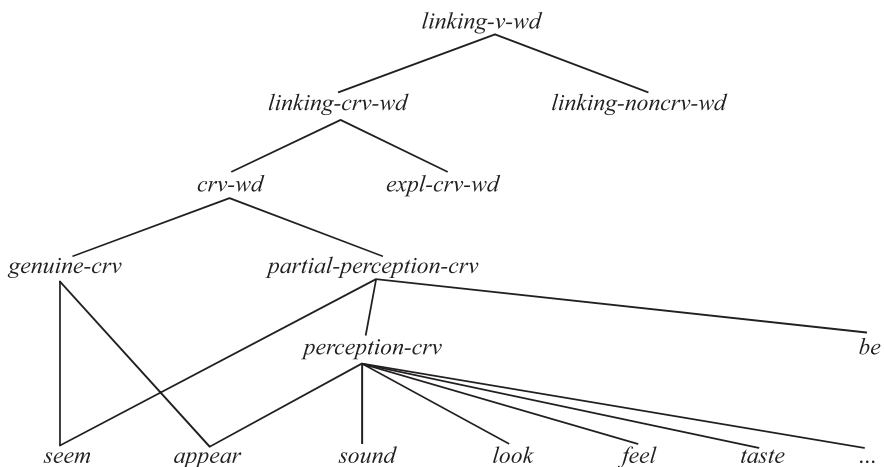 linking-v-wd
linking-crv-wd linking-noncrv-wd
crv-wd expl-crv-wd
genuine-crv partial-perception-crv
perception-crv be
seem appear sound look feel taste ...